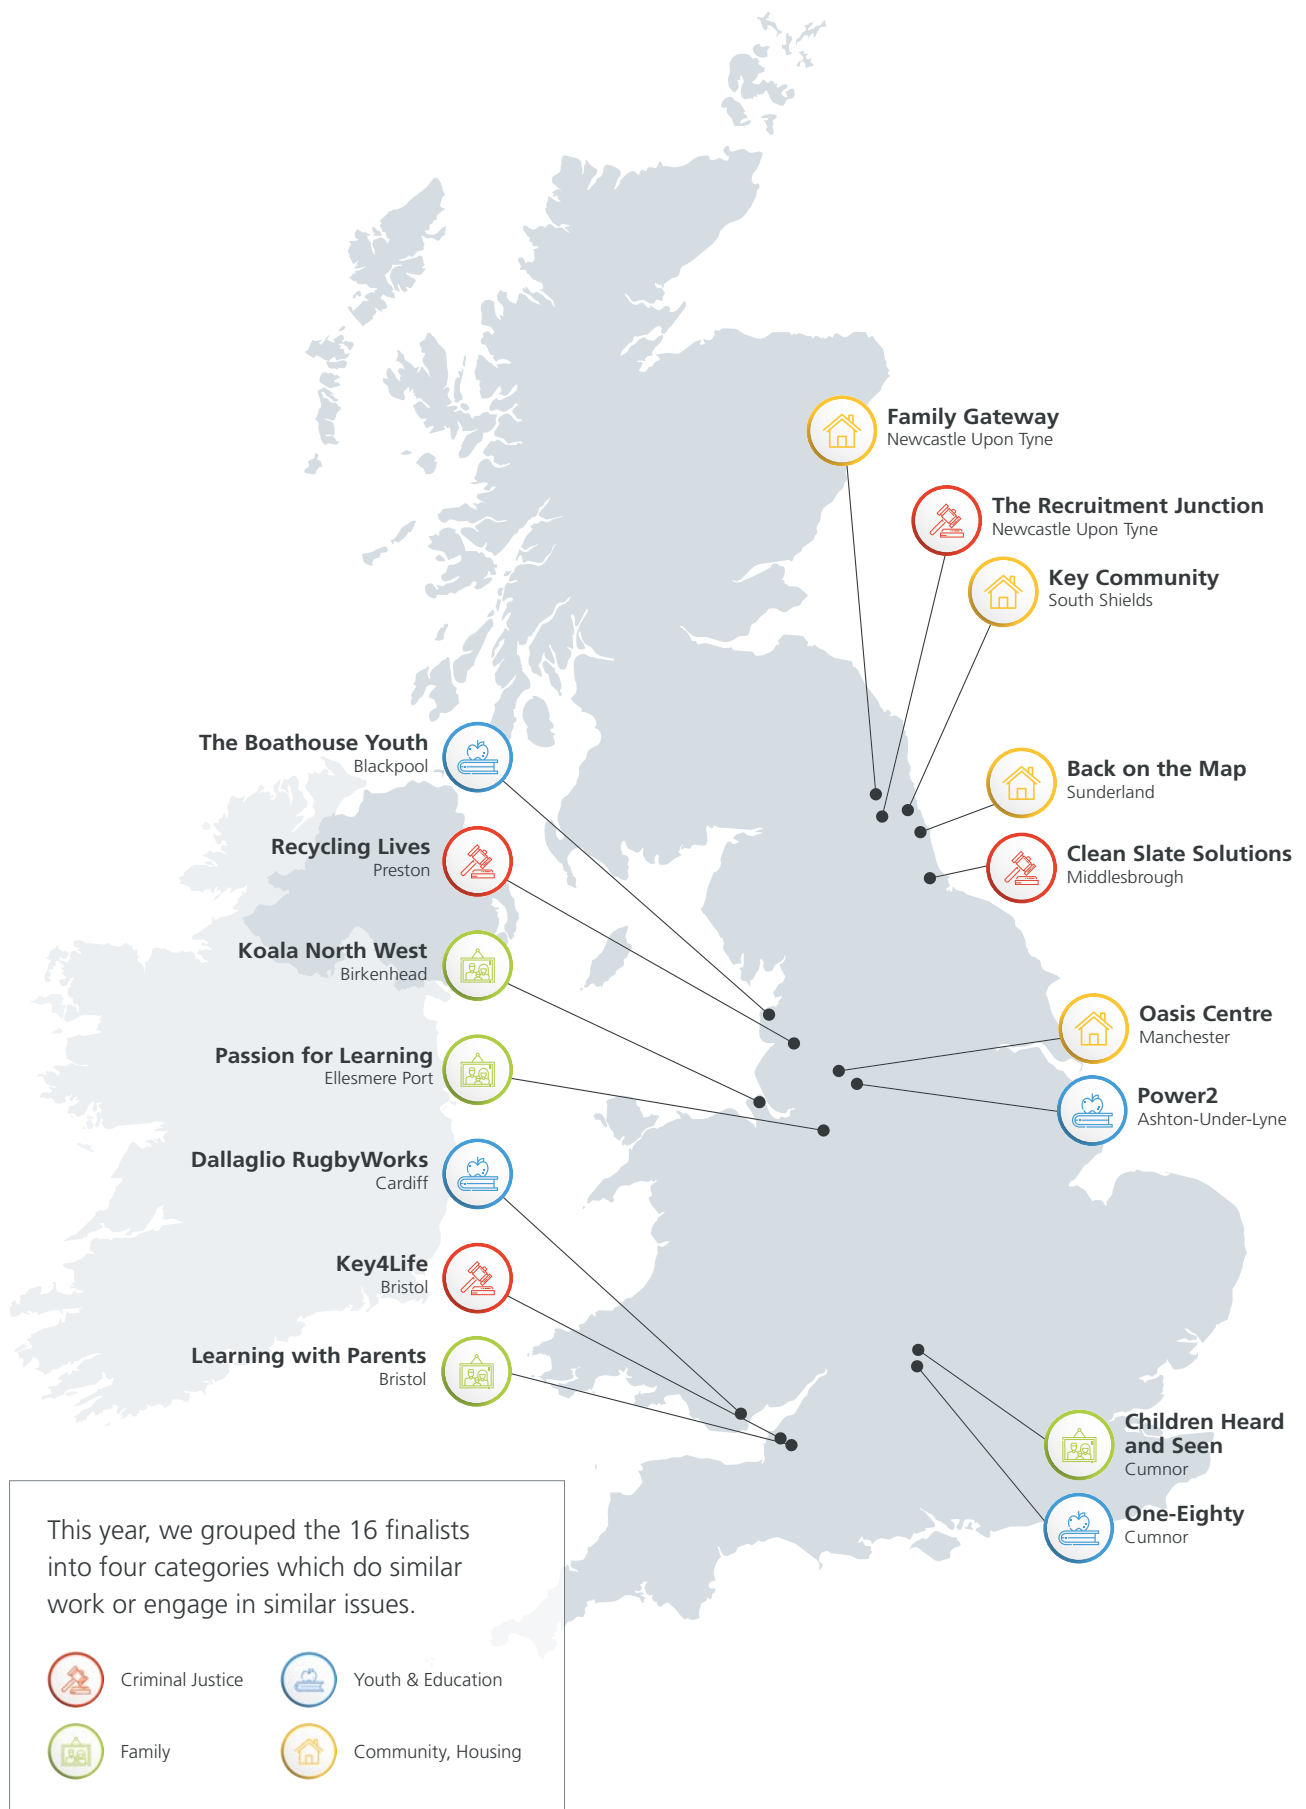 Family Gateway
Newcastle Upon Tyne
The Recruitment Junction
Newcastle Upon Tyne
Key Community
South Shields
The Boathouse Youth
Blackpool
Back on the Map
Sunderland
Recycling Lives
Preston
Clean Slate Solutions
Middlesbrough
Koala North West
Birkenhead
Oasis Centre
Manchester
Passion for Learning
Ellesmere Port
Power2
Ashton-Under-Lyne
Dallaglio RugbyWorks
Cardiff
Key4Life
Bristol
Learning with Parents
Bristol
Children Heard
and Seen
Cumnor
One-Eighty
Cumnor
This year, we grouped the 16 finalists
into four categories which do similar
work or engage in similar issues.
Criminal Justice
Youth & Education
Family
Community, Housing